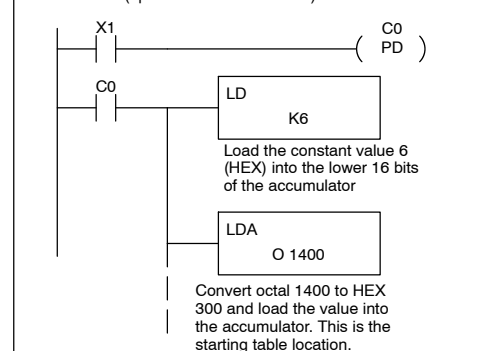 X1
C0
PD
C0
LD
K6
Load the constant value 6
(HEX) into the lower 16 bits
of the accumulator
LDA
O 1400
Convert octal 1400 to HEX
300 and load the value into
the accumulator. This is the
starting table location.